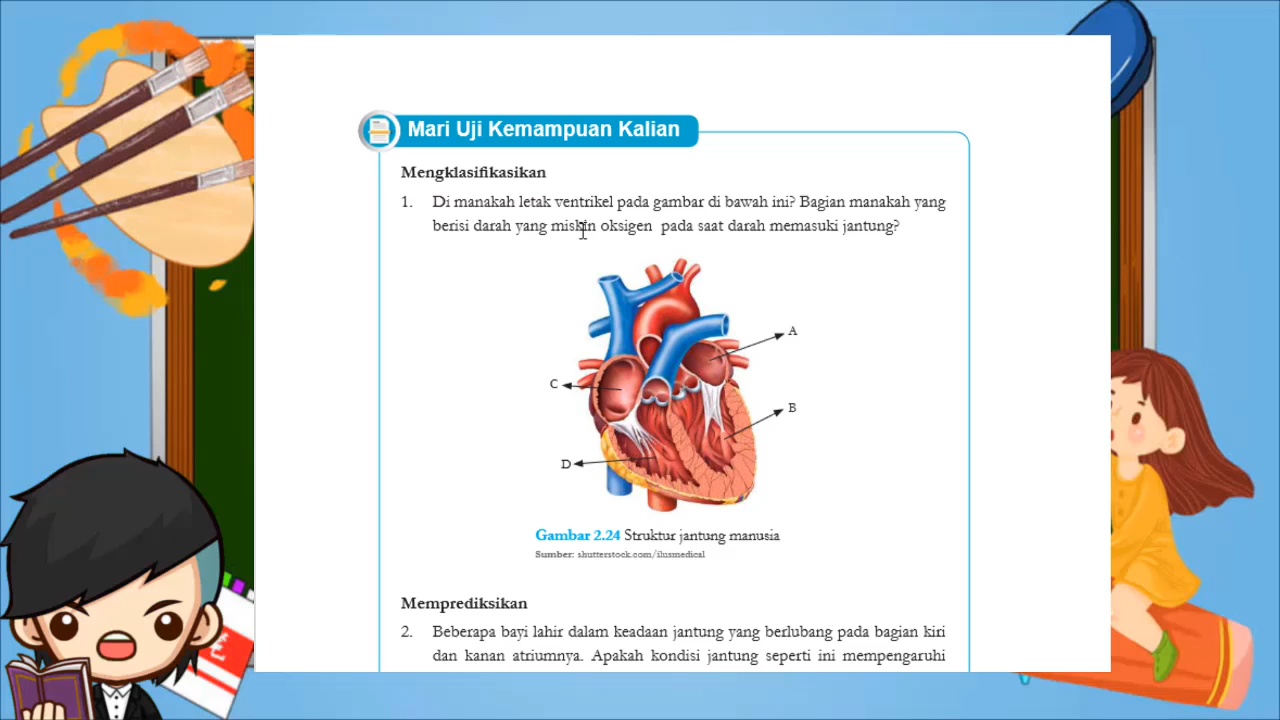 Mari Uji Kemampuan Kalian
Mengklasifikasikan
1. Di manakah letak ventrikel pada gambar di bawah ini? Bagian manakah yang
berisi darah yang miskin oksigen pada saat darah memasuki jantung?
A
C
B
D
Gambar 2.24 Struktur jantung manusia
Sumber: shutterstock.com/ilusmedical
Memprediksikan
2. Beberapa bayi lahir dalam keadaan jantung yang berlubang pada bagian kiri
dan kanan atriumnya. Apakah kondisi jantung seperti ini mempengaruhi